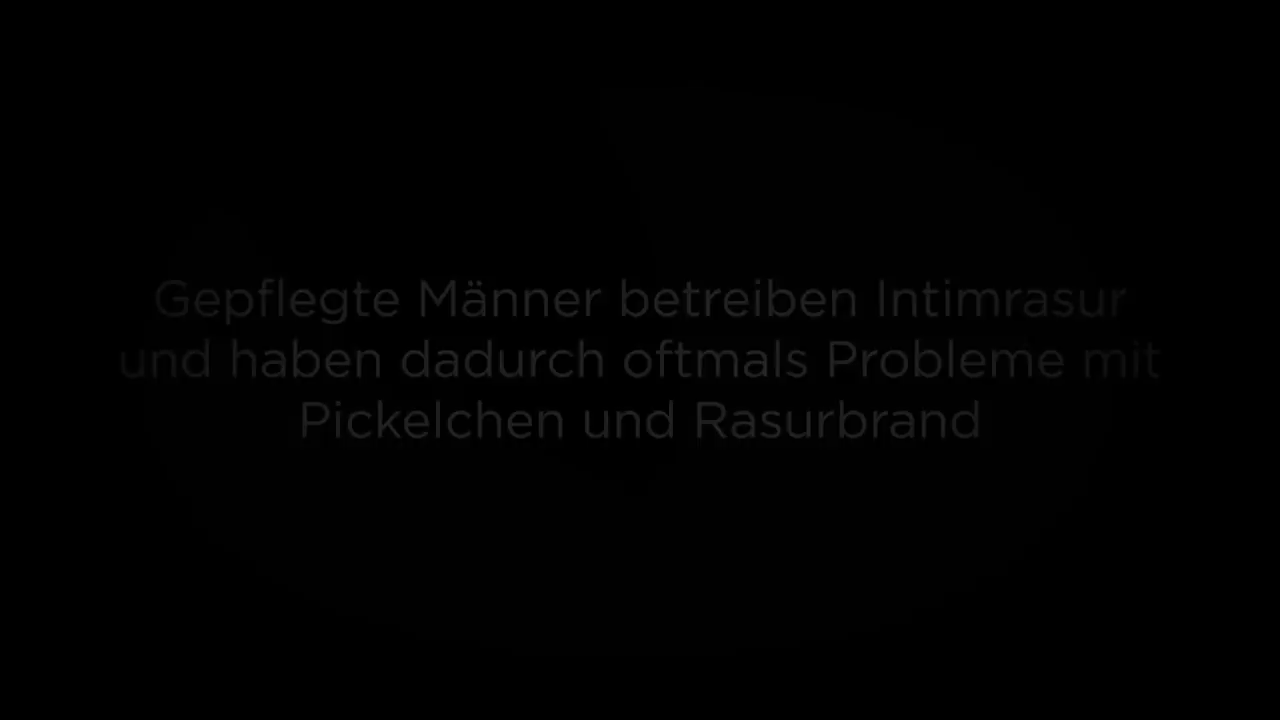 Gepflegte Männer betreiben Intimrasur
und haben dadurch oftmals Probleme mit
Pickelchen und Rasurbrand